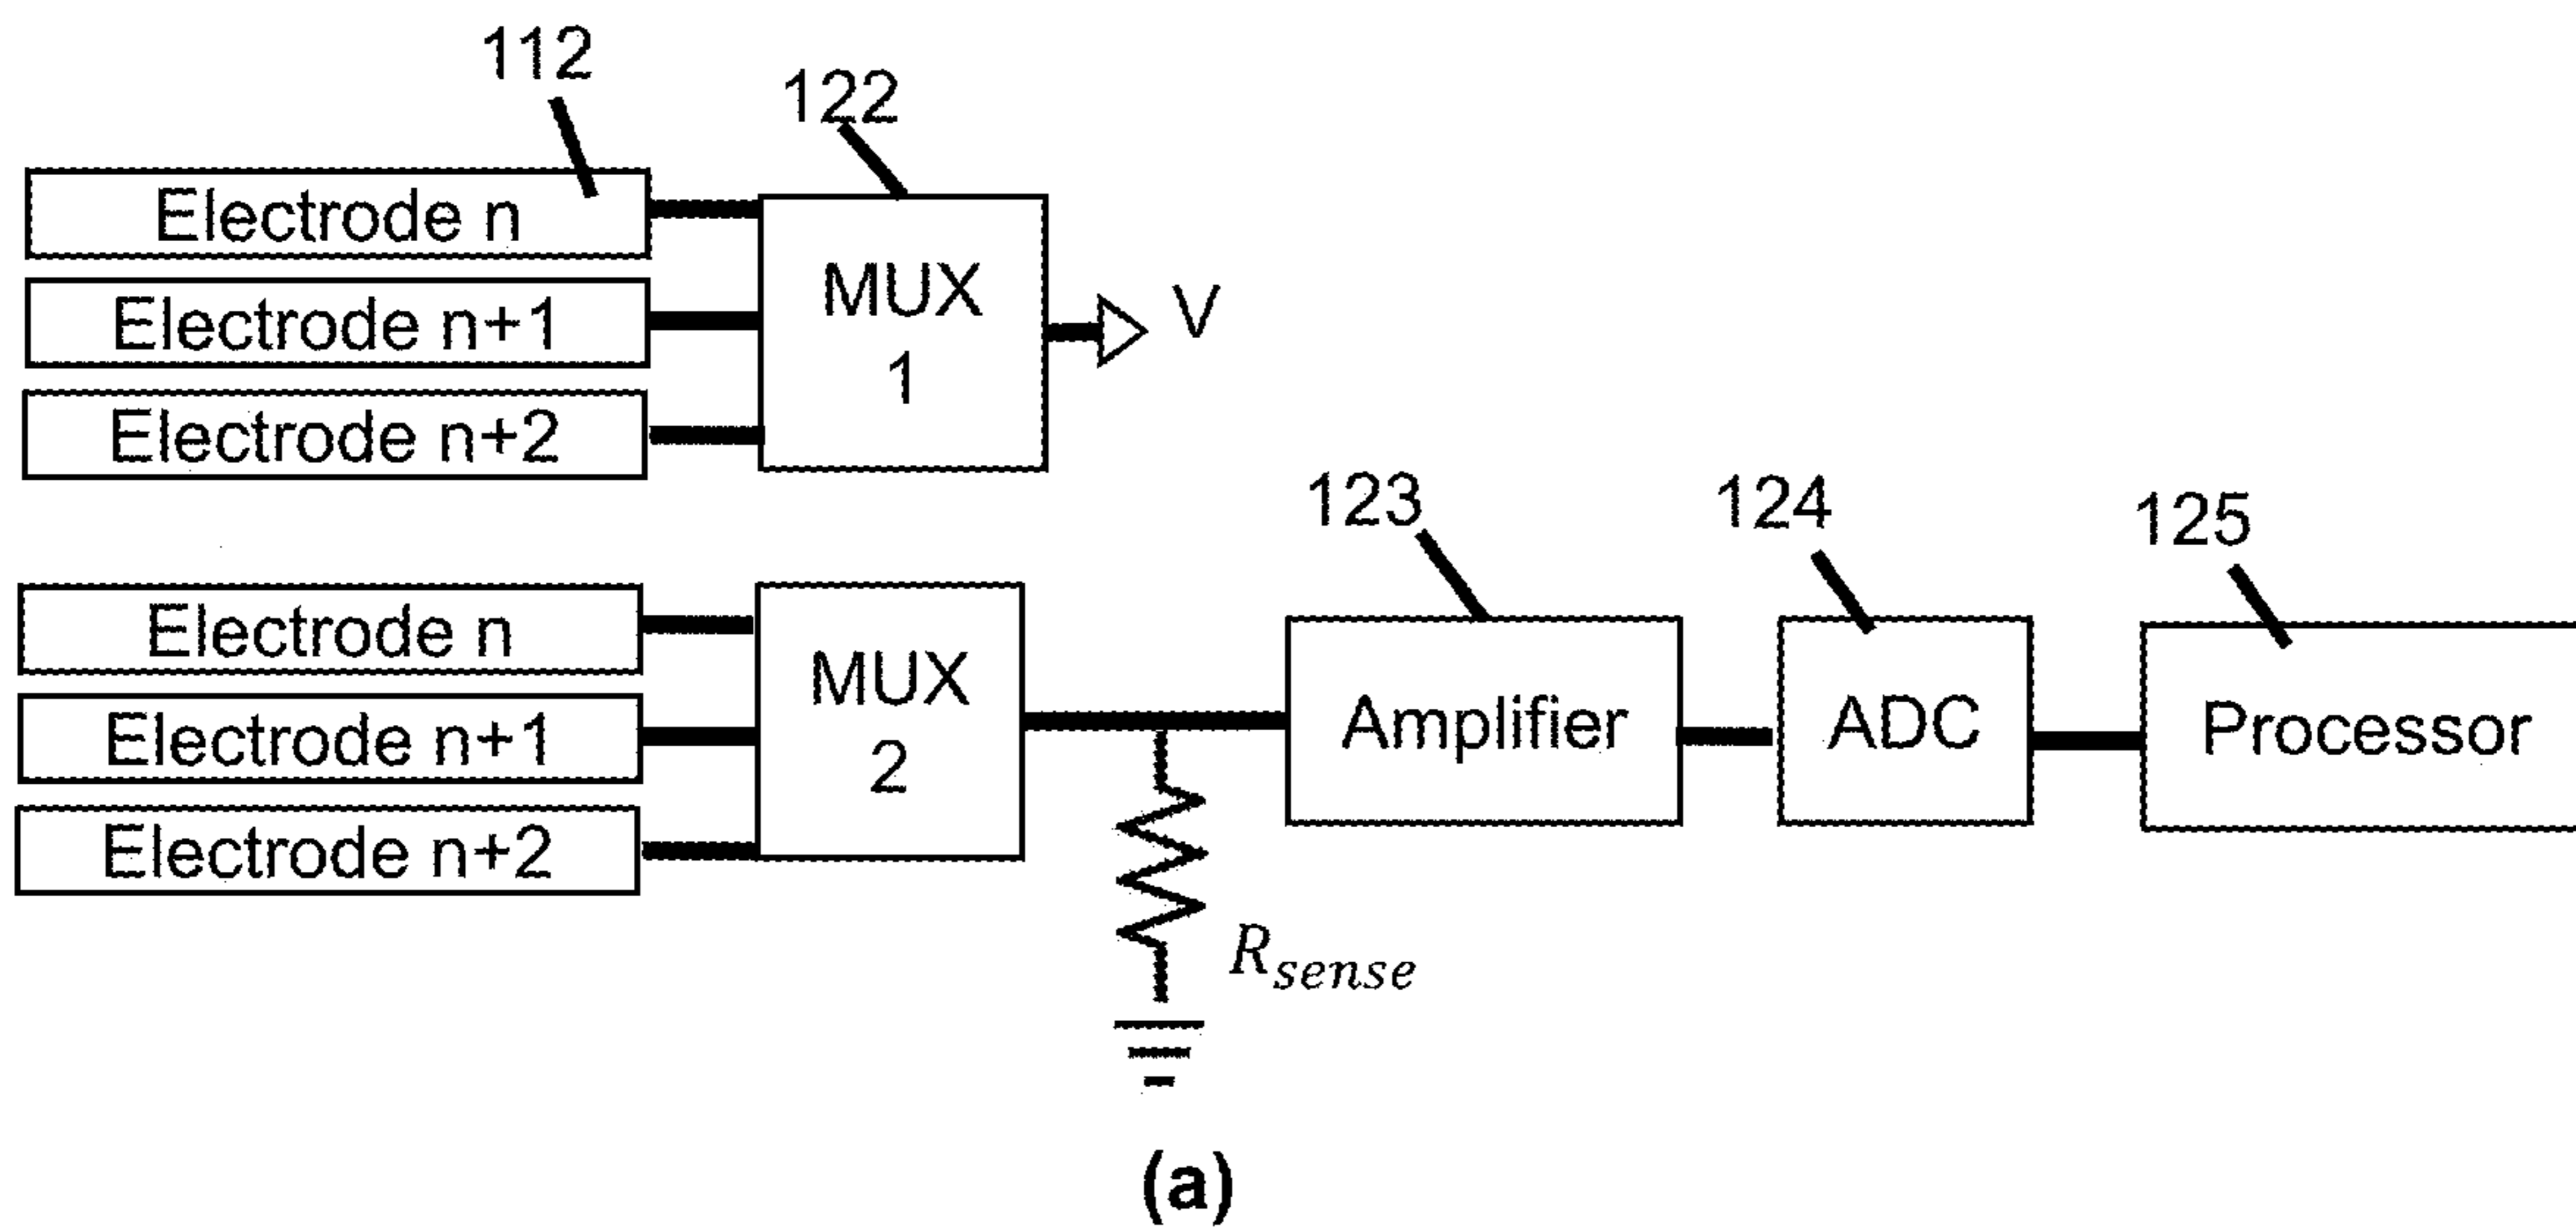 112
122
Electrode n
Electrode n+1
Electrode n+2
MUX
1
V
123
124
125
Electrode n
Electrode n+1
Electrode n+2
MUX
2
Amplifier
ADC
Processor
R_sense
(a)